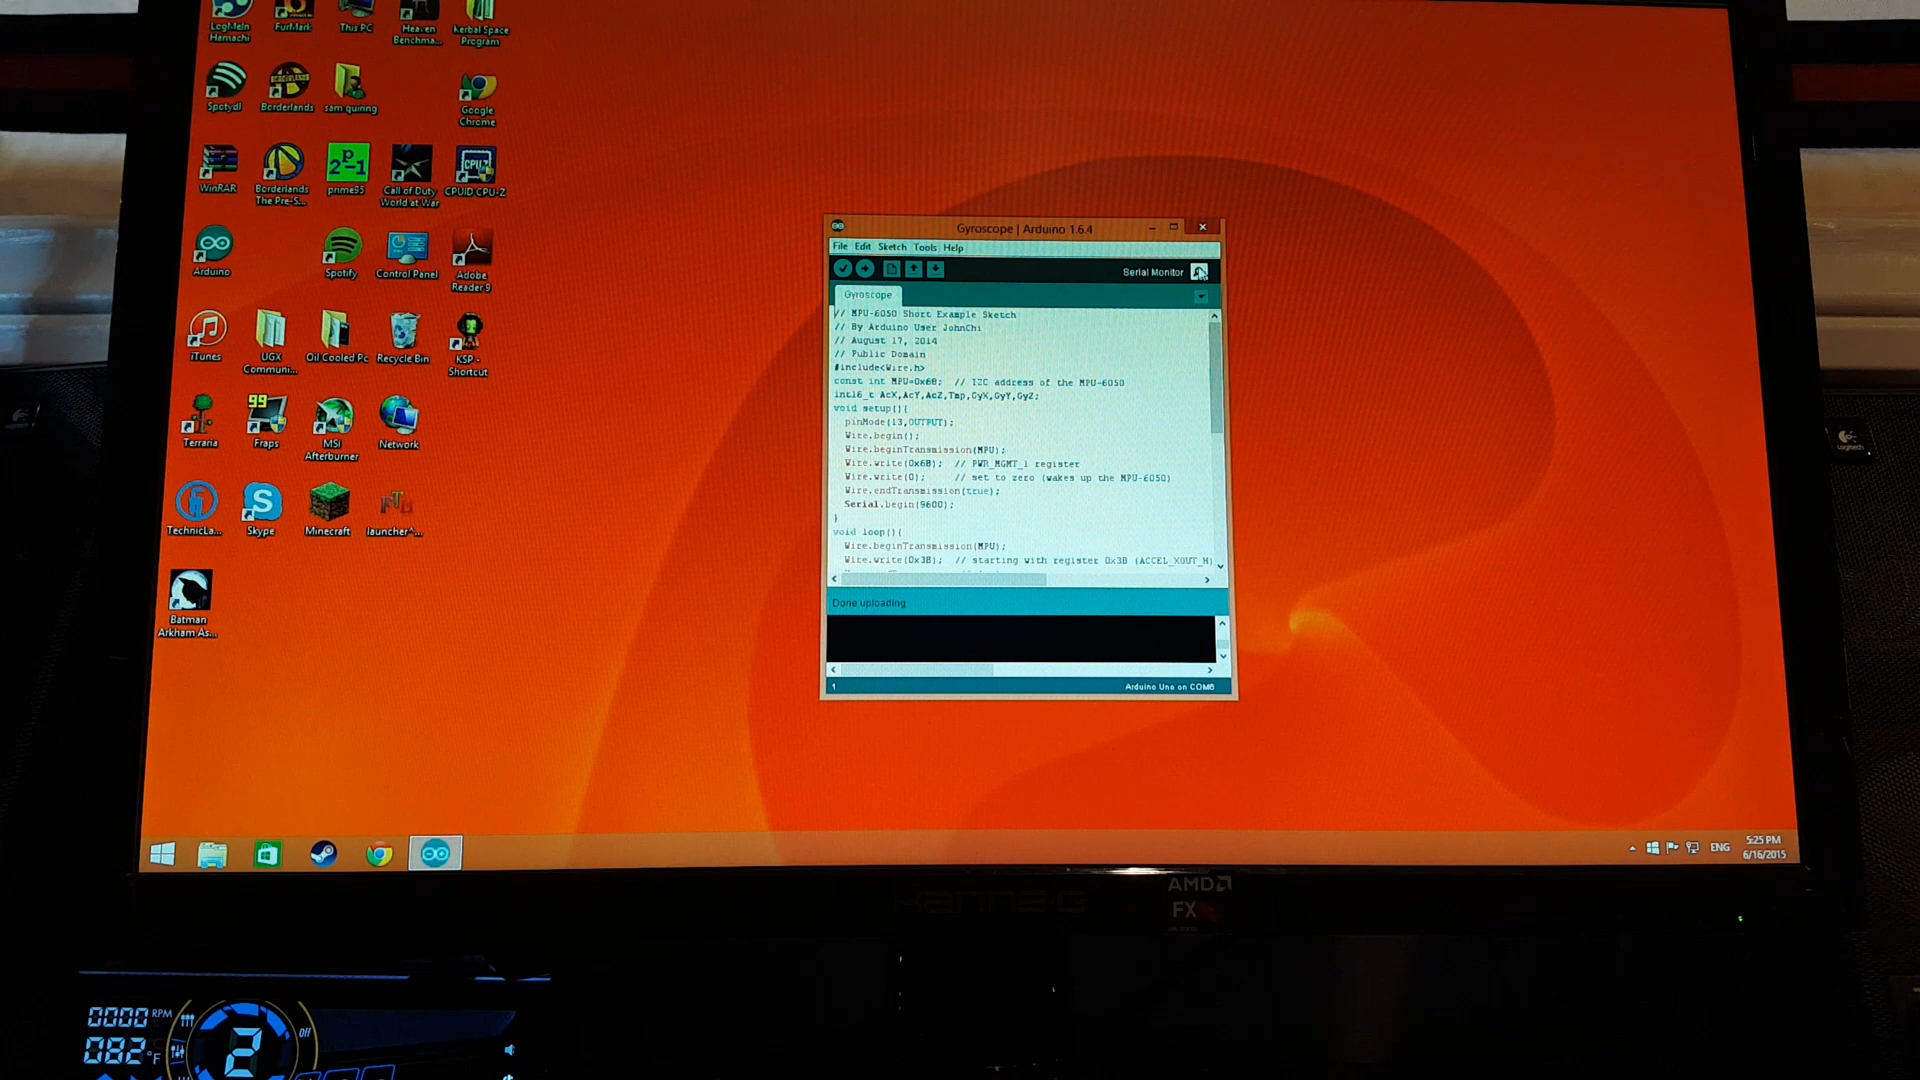 LogMeIn
Hamachi
FurMark
This PC
Heaven
Benchma...
Kerbal Space
Program
Spotydl
Borderlands
sam quiring
Google
Chrome
WinRAR
Borderlands
The Pre-S...
prime95
Call of Duty
World at War
CPUID CPU-Z
Arduino
Spotify
Control Panel
Adobe
Reader 9
iTunes
UGX
Communi...
Oil Cooled Pc
Recycle Bin
KSP -
Shortcut
99
Terraria
Fraps
MSI
Afterburner
Network
TechnicLa...
Skype
Minecraft
launcher^...
Batman
Arkham As...
Gyroscope | Arduino 1.6.4
File Edit Sketch Tools Help
Serial Monitor
Gyroscope
// MPU-6050 Short Example Sketch
// By Arduino User JohnChi
// August 17, 2014
// Public Domain
#include<Wire.h>
const int MPU=0x68;  // I2C address of the MPU-6050
int16_t AcX,AcY,AcZ,Tmp,GyX,GyY,GyZ;
void setup(){
pinMode(13,OUTPUT);
Wire.begin();
Wire.beginTransmission(MPU);
Wire.write(0x6B);  // PWR_MGMT_1 register
Wire.write(0);     // set to zero (wakes up the MPU-6050)
Wire.endTransmission(true);
Serial.begin(9600);
}
void loop(){
Wire.beginTransmission(MPU);
Wire.write(0x3B);  // starting with register 0x3B (ACCEL_XOUT_H)
Done uploading
1
Arduino Uno on COM6
ENG
5:25 PM
6/16/2015
Hanns-G
AMD
FX
logitech
0000 RPM
082 °F
2
Off